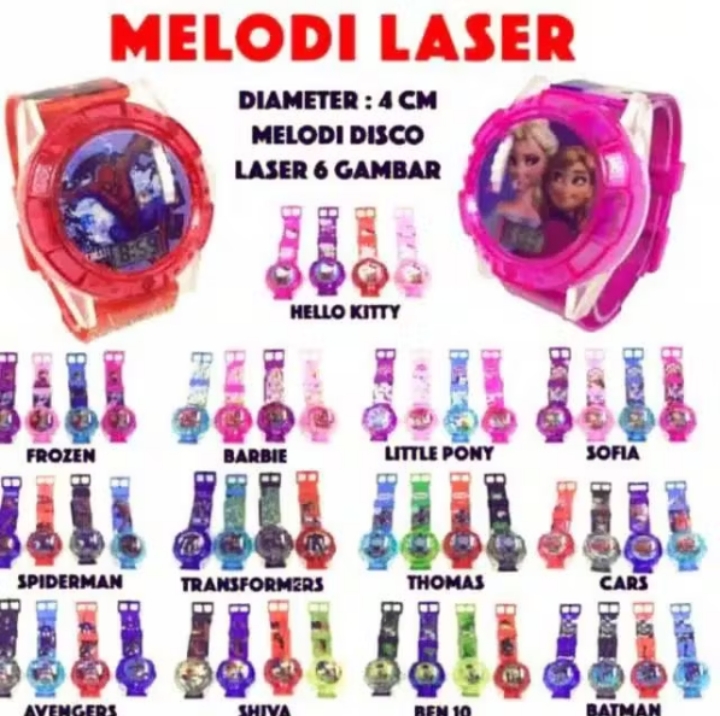 MELODI LASER
DIAMETER : 4 CM
MELODI DISCO
LASER 6 GAMBAR
HELLO KITTY
FROZEN
BARBIE
LITTLE PONY
SOFIA
SPIDERMAN
TRANSFORMERS
THOMAS
CARS
AVENGERS
SHIVA
BEN 10
BATMAN